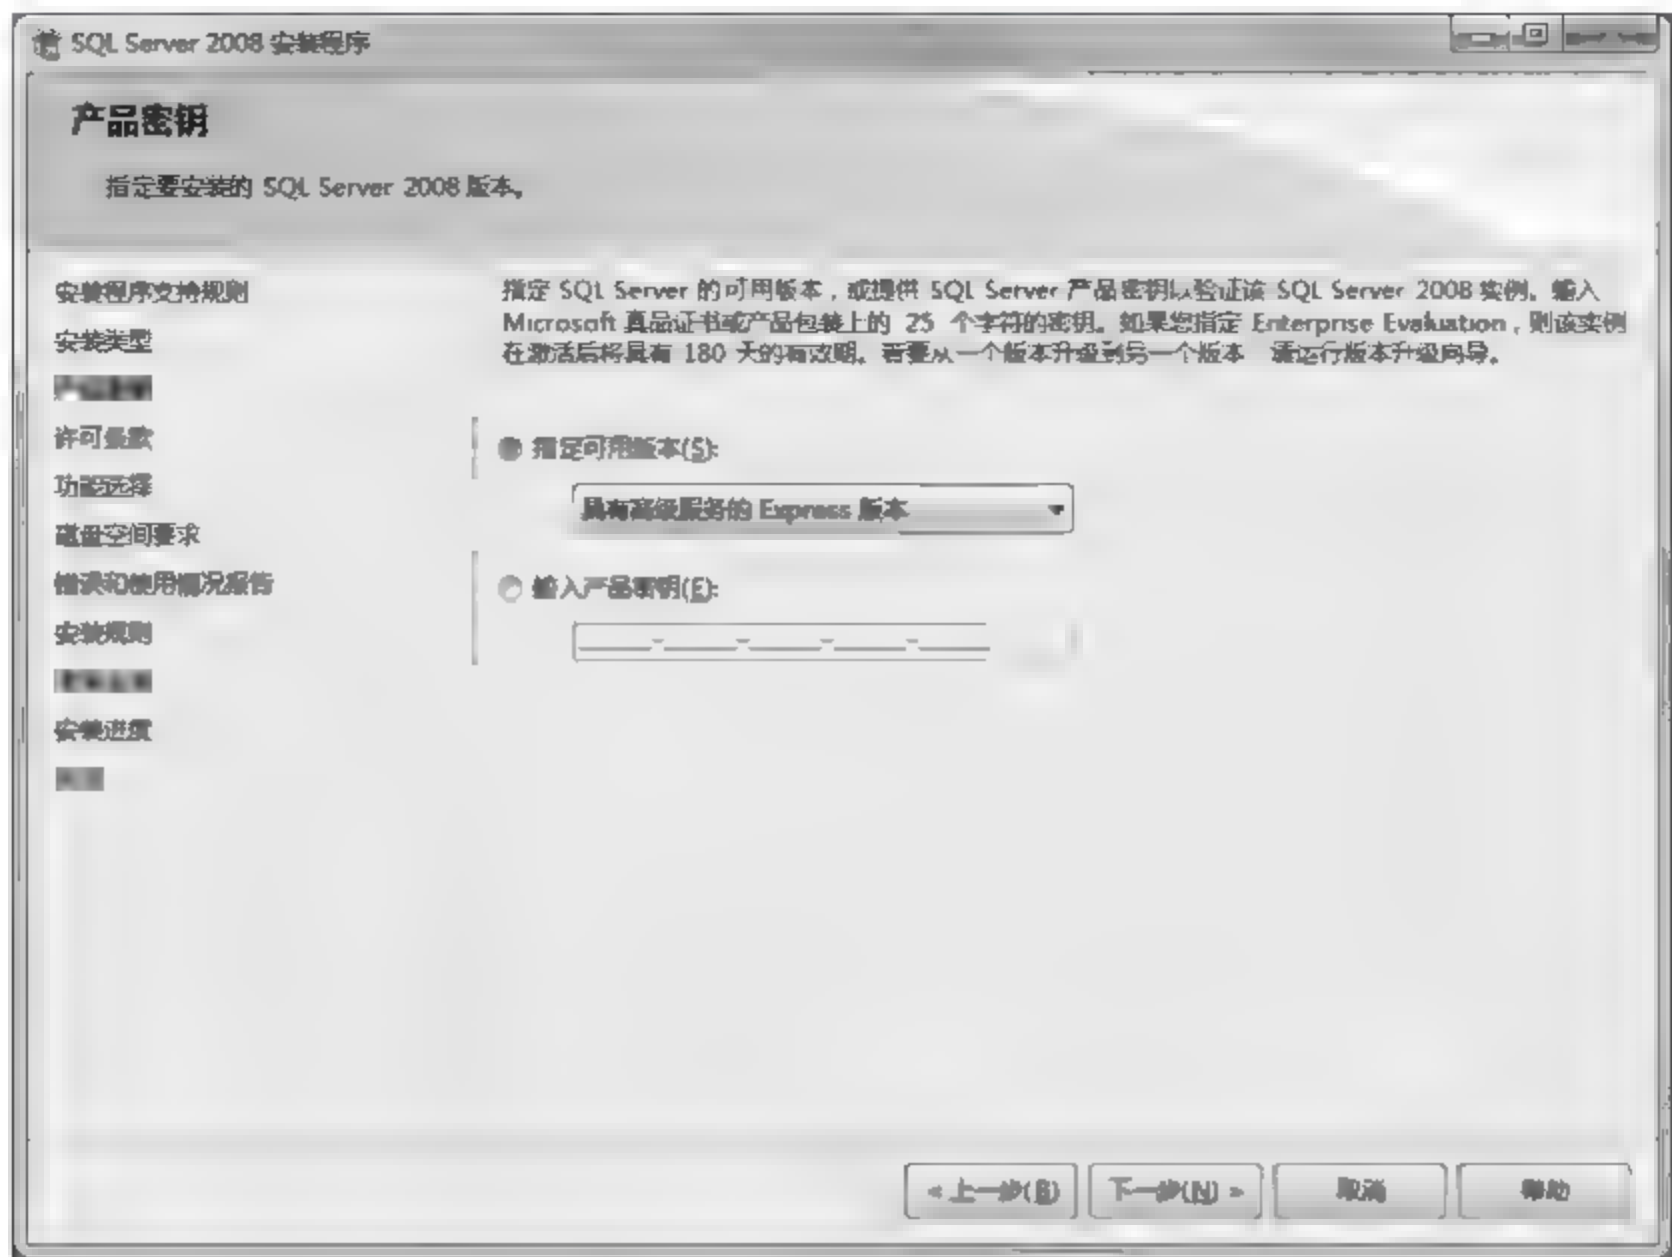 SQL Server 2008 安装程序
产品密钥
指定要安装的 SQL Server 2008 版本。
安装程序支持规则
安装类型
产品密钥
许可条款
功能选择
磁盘空间要求
错误和使用情况报告
安装规则
安装进度
指定 SQL Server 的可用版本，或提供 SQL Server 产品密钥以验证该 SQL Server 2008 实例。输入
Microsoft 真品证书或产品包装上的 25 个字符的密钥。如果您指定 Enterprise Evaluation，则该实例
在激活后将具有 180 天的有效期。若要从一个版本升级到另一个版本 请运行版本升级向导。
指定可用版本(S):
具有高级服务的 Express 版本
输入产品密钥(E):
< 上一步(B)
下一步(N) >
取消
帮助